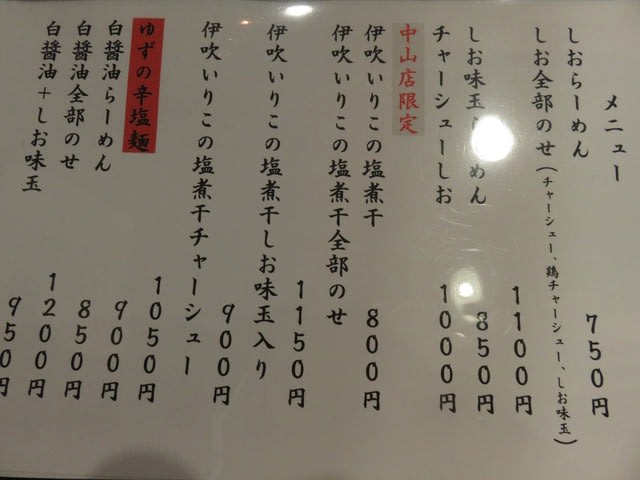 メニュー
しおらーめん 750円
しお全部のせ(チャーシュー、鶏チャーシュー、しお味玉) 1100円
しお味玉らーめん 850円
チャーシューしお 1000円
中山店限定
伊吹いりこの塩煮干 800円
伊吹いりこの塩煮干全部のせ 1150円
伊吹いりこの塩煮干しお味玉入り 900円
伊吹いりこの塩煮干チャーシュー 1050円
ゆずの辛塩麺 900円
白醤油らーめん 850円
白醤油全部のせ 1200円
白醤油+しお味玉 950円